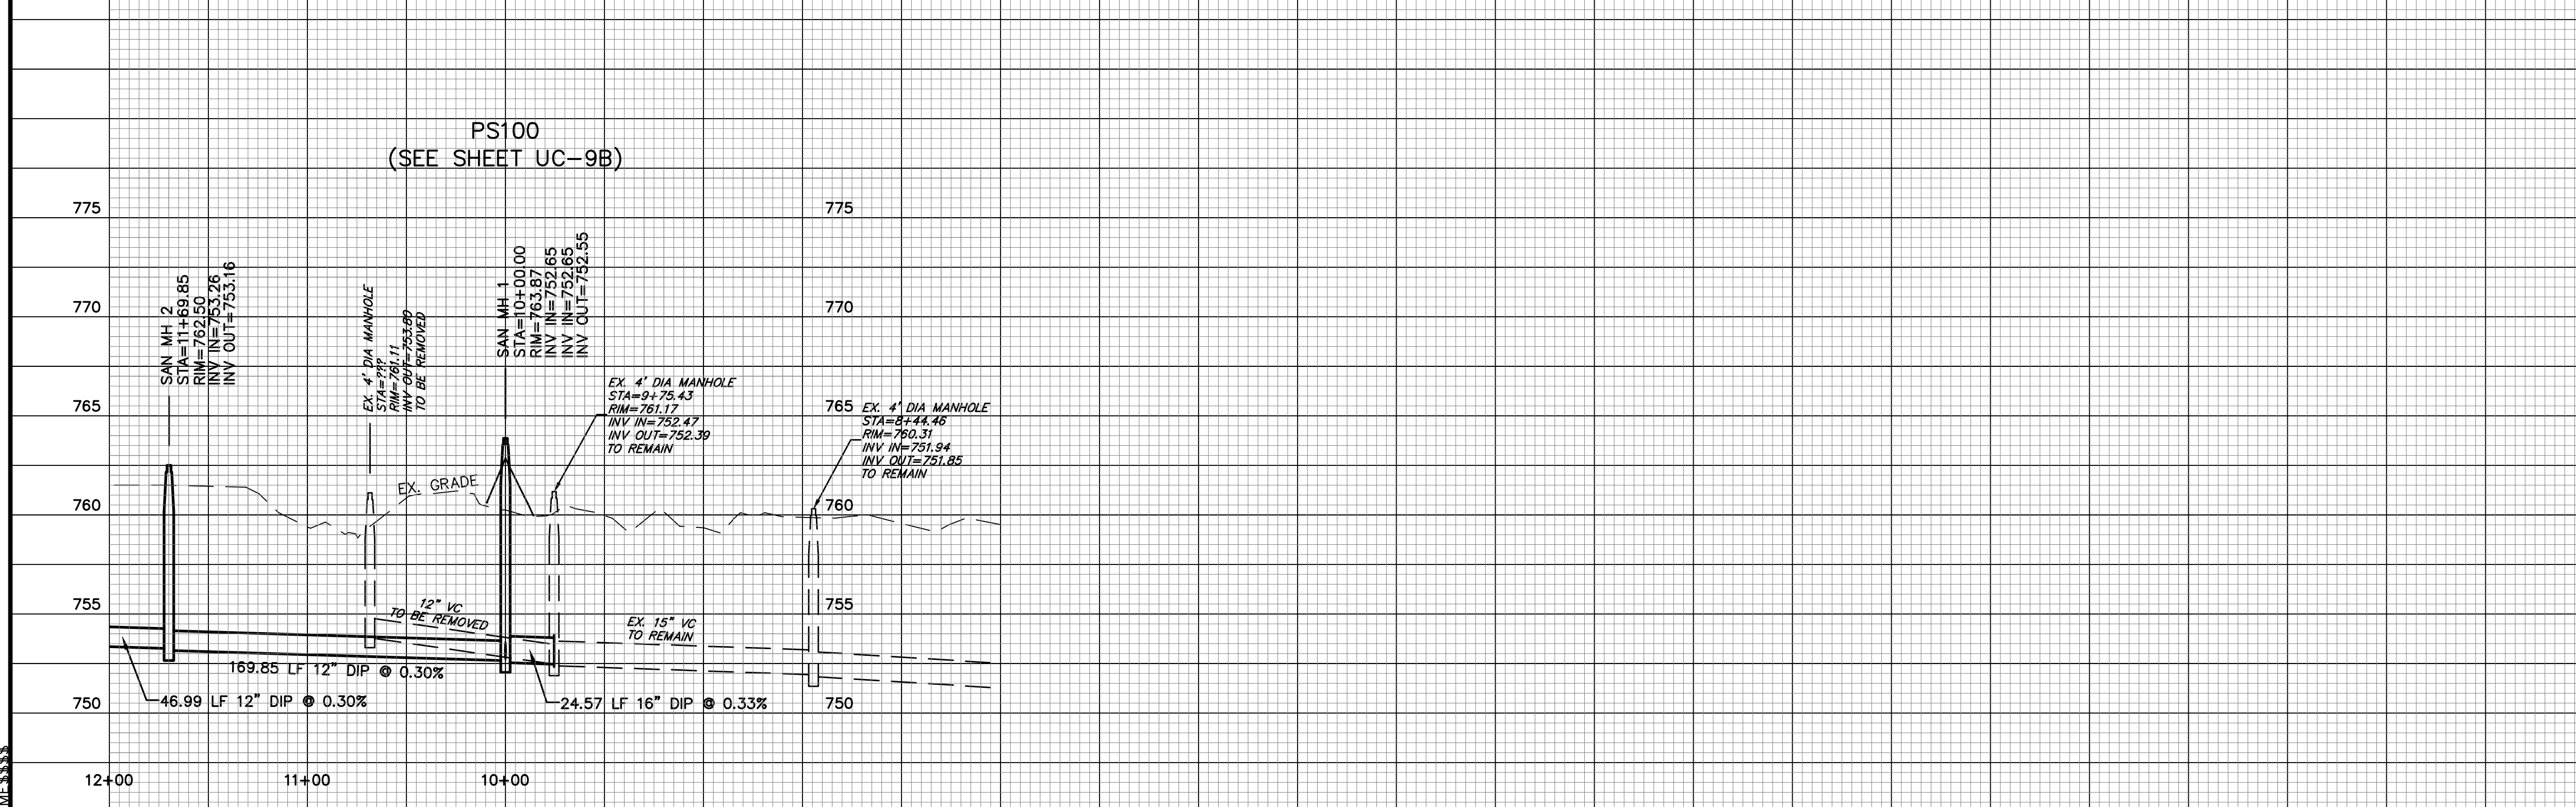 PS100
(SEE SHEET UC-9B)
775
775
770
770
765
765
760
760
755
755
750
750
SAN MH 2
STA=11+69.85
RIM=762.50
INV IN=753.26
INV OUT=753.16
EX. 4' DIA MANHOLE
STA=???
RIM=761.11
INV OUT=753.80
TO BE REMOVED
SAN MH 1
STA=10+00.00
RIM=763.87
INV IN=752.65
INV IN=752.65
INV OUT=752.55
EX. 4' DIA MANHOLE
STA=9+75.43
RIM=761.17
INV IN=752.47
INV OUT=752.39
TO REMAIN
EX. 4' DIA MANHOLE
STA=8+44.46
RIM=760.31
INV IN=751.94
INV OUT=751.85
TO REMAIN
EX. GRADE
12" VC
TO BE REMOVED
EX. 15" VC
TO REMAIN
169.85 LF 12" DIP @ 0.30%
46.99 LF 12" DIP @ 0.30%
24.57 LF 16" DIP @ 0.33%
12+00
11+00
10+00